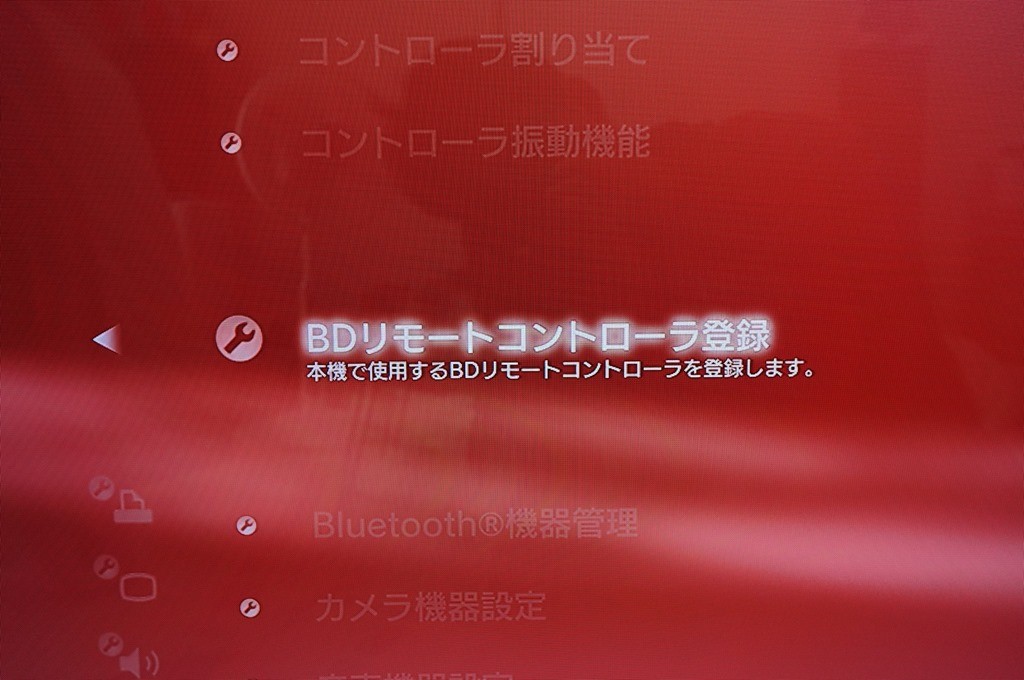 コントローラ割り当て
コントローラ振動機能
BDリモートコントローラ登録
本機で使用するBDリモートコントローラを登録します。
Bluetooth®機器管理
カメラ機器設定